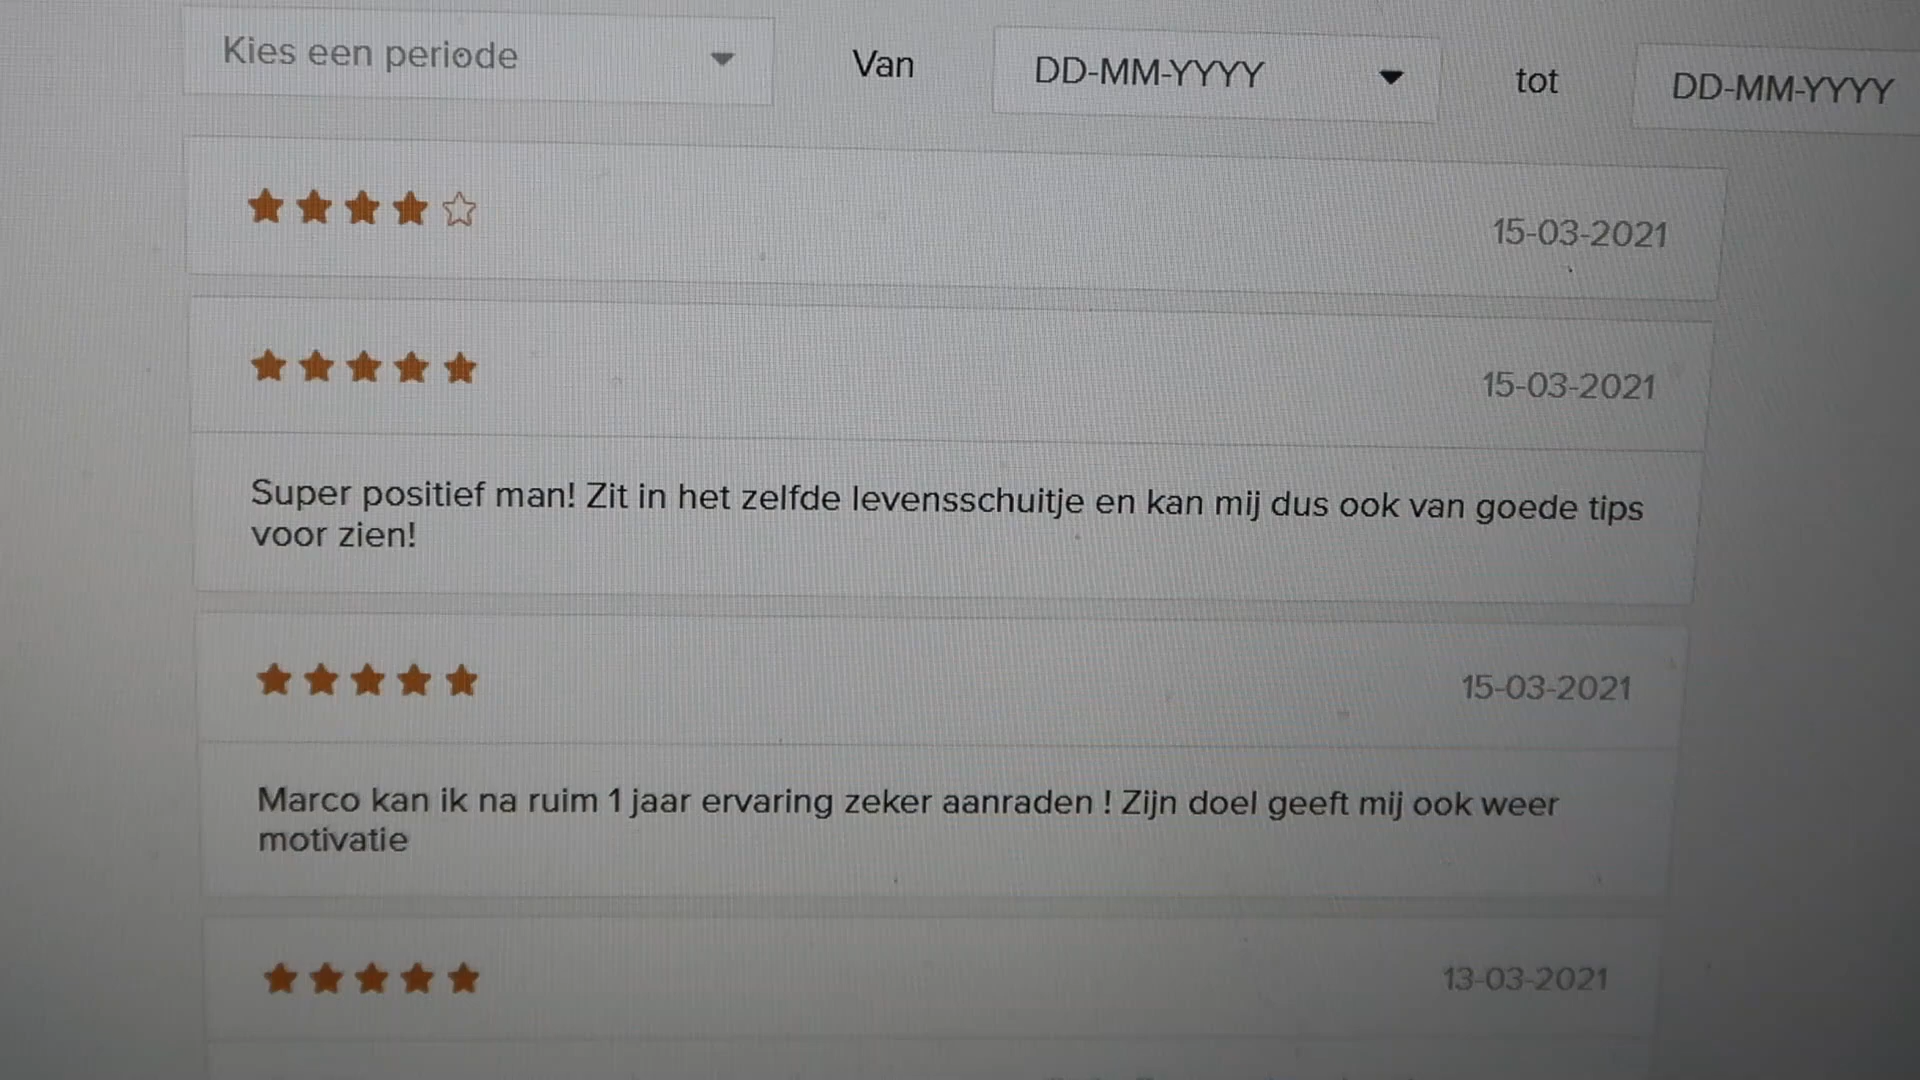 Kies een periode Van DD-MM-YYYY tot DD-MM-YYYY
15-03-2021
15-03-2021
Super positief man! Zit in het zelfde levensschuitje en kan mij dus ook van goede tips
voor zien!
15-03-2021
Marco kan ik na ruim 1 jaar ervaring zeker aanraden ! Zijn doel geeft mij ook weer
motivatie
13-03-2021